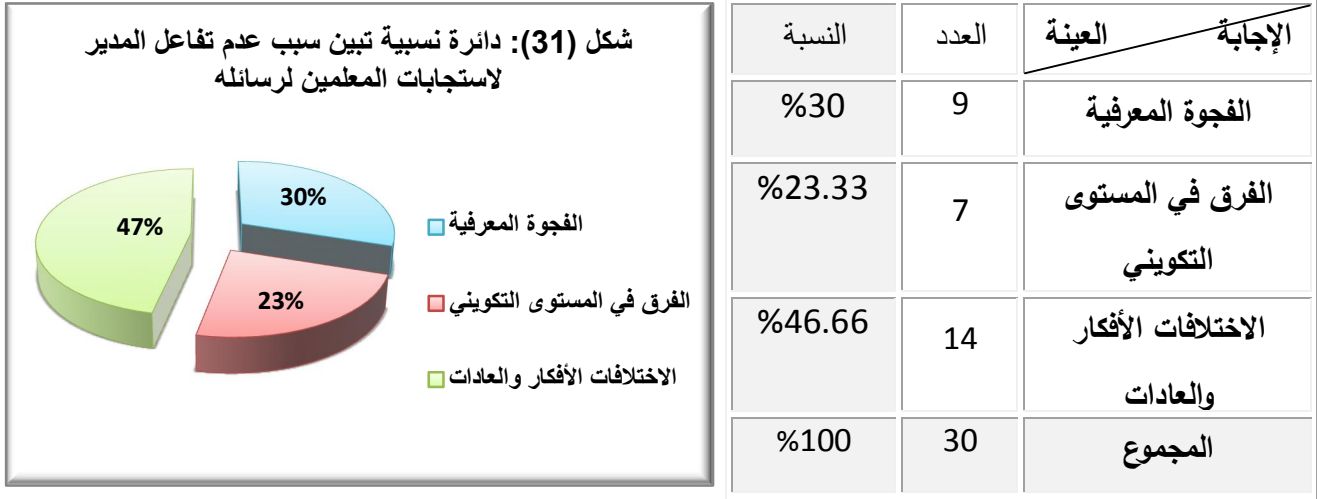 شكل (31): دائرة نسبية تبين سبب عدم تفاعل المدير
لاستجابات المعلمين لرسائله
30%
47%
23%
الفجوة المعرفية
الفرق في المستوى التكويني
الاختلافات الأفكار والعادات
الإجابة العينة العدد النسبة
الفجوة المعرفية 9 %30
الفرق في المستوى 7 %23.33
التكويني
الاختلافات الأفكار 14 %46.66
والعادات
المجموع 30 %100